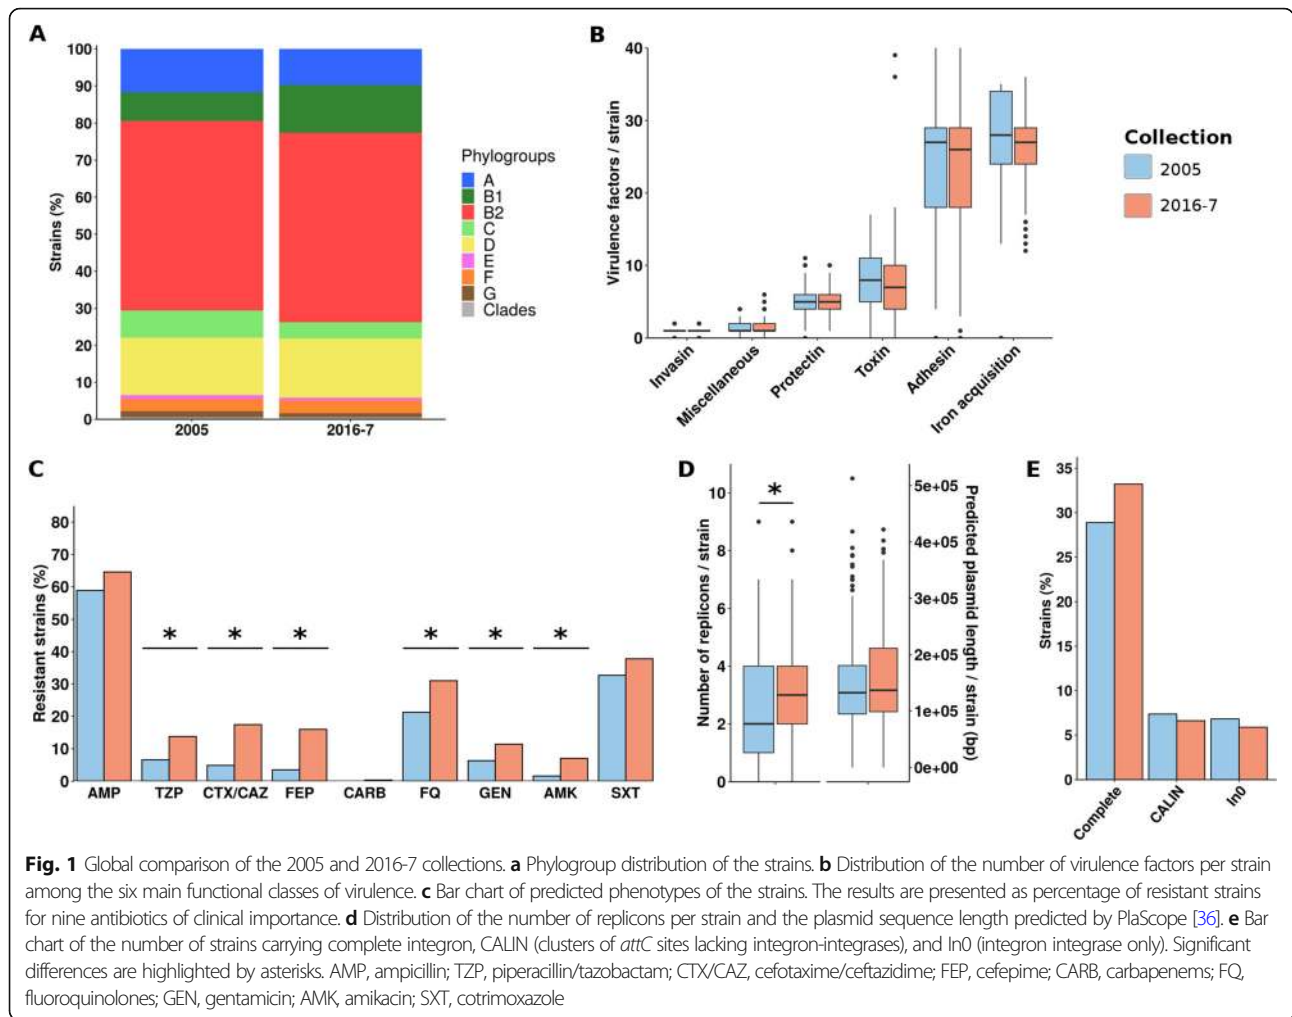 A
100
90
80
70
60
50
40
30
20
10
0
Strains (%)
2005
2016-7
Phylogroups
A
B1
B2
C
D
E
F
G
Clades
B
40
30
20
10
0
Virulence factors / strain
Invasin
Miscellaneous
Protectin
Toxin
Adhesin
Iron acquisition
Collection
2005
2016-7
C
80
70
60
50
40
30
20
10
0
Resistant strains (%)
* * * * * *
AMP TZP CTX/CAZ FEP CARB FQ GEN AMK SXT
D
10
8
6
4
2
0
Number of replicons / strain
*
5e+05
4e+05
3e+05
2e+05
1e+05
0e+00
Predicted plasmid length / strain (bp)
E
35
30
25
20
15
10
5
0
Strains (%)
Complete
CALIN
In0
Fig. 1 Global comparison of the 2005 and 2016-7 collections. a Phylogroup distribution of the strains. b Distribution of the number of virulence factors per strain
among the six main functional classes of virulence. c Bar chart of predicted phenotypes of the strains. The results are presented as percentage of resistant strains
for nine antibiotics of clinical importance. d Distribution of the number of replicons per strain and the plasmid sequence length predicted by PlaScope [36]. e Bar
chart of the number of strains carrying complete integron, CALIN (clusters of attC sites lacking integron-integrases), and In0 (integron integrase only). Significant
differences are highlighted by asterisks. AMP, ampicillin; TZP, piperacillin/tazobactam; CTX/CAZ, cefotaxime/ceftazidime; FEP, cefepime; CARB, carbapenems; FQ,
fluoroquinolones; GEN, gentamicin; AMK, amikacin; SXT, cotrimoxazole